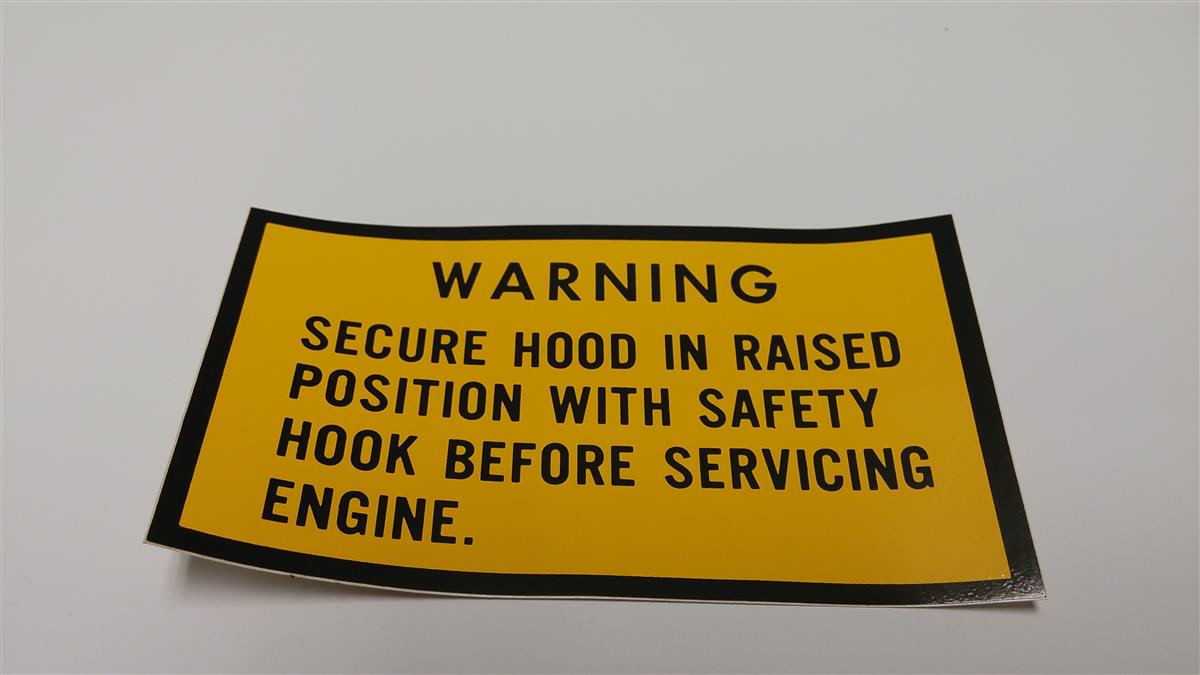 WARNING
SECURE HOOD IN RAISED
POSITION WITH SAFETY
HOOK BEFORE SERVICING
ENGINE.